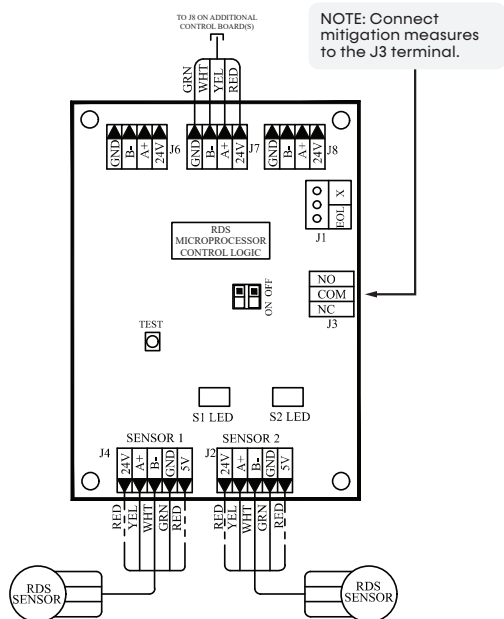 TO J8 ON ADDITIONAL
CONTROL BOARD(S)
NOTE: Connect
mitigation measures
to the J3 terminal.
GRN
WHT
YEL
RED
GND
B-
A+
24V
J6
GND
B-
A+
24V
J7
GND
B-
A+
24V
J8
X
EOL
J1
RDS
MICROPROCESSOR
CONTROL LOGIC
ON OFF
NO
COM
NC
J3
TEST
S1 LED
S2 LED
SENSOR 1
SENSOR 2
J4
24V
A+
B-
GND
5V
J2
24V
A+
B-
GND
5V
RED
YEL
WHT
GRN
RED
RED
YEL
WHT
GRN
RED
RDS
SENSOR
RDS
SENSOR